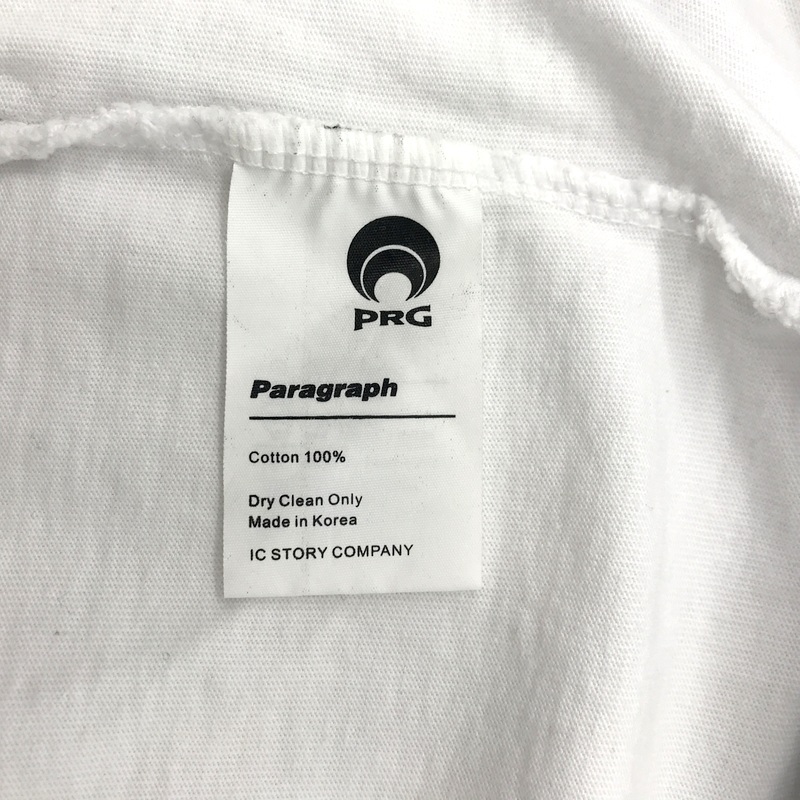 PRG
Paragraph
Cotton 100%
Dry Clean Only
Made in Korea
IC STORY COMPANY